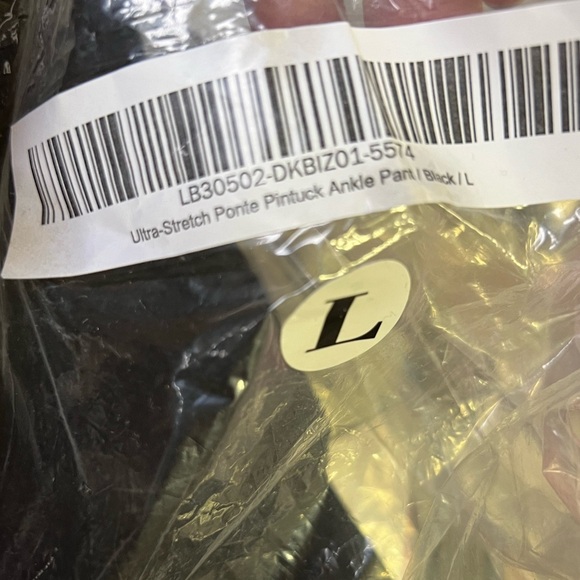 LB30502-DKBIZ01-5574
Ultra-Stretch Ponte Pintuck Ankle Pant / Black / L
L